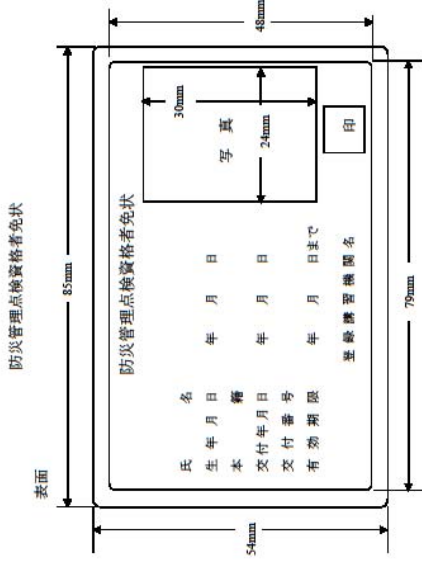 防災管理点検資格者免状
表面
85mm
54mm
48mm
79mm
防災管理点検資格者免状
氏名
生年月日 年 月 日
本籍
交付年月日 年 月 日
交付番号
有効期限 年 月 日まで
登録講習機関名
写真
30mm
24mm
印